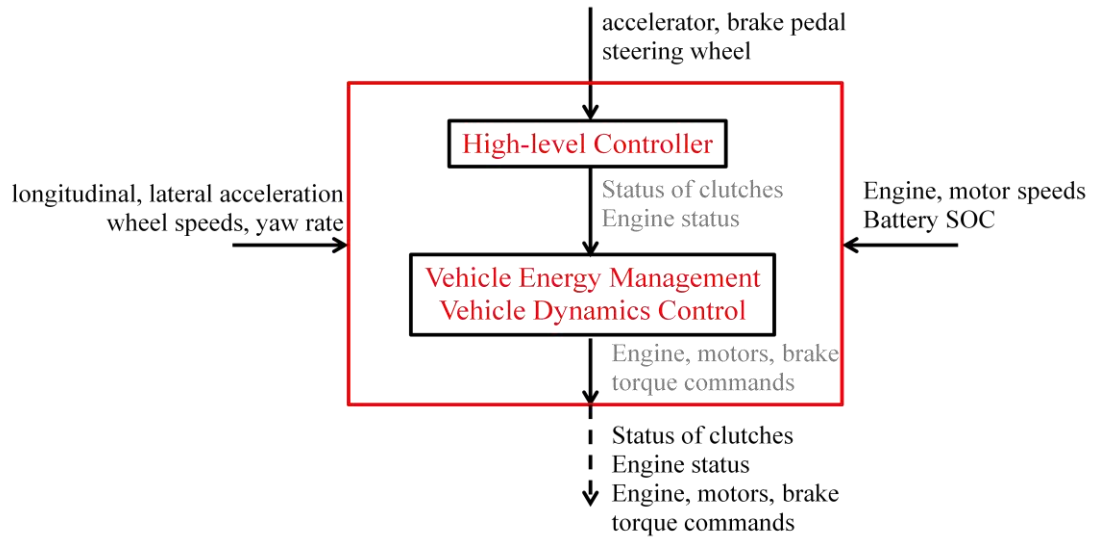 accelerator, brake pedal
steering wheel
High-level Controller
longitudinal, lateral acceleration
wheel speeds, yaw rate
Status of clutches
Engine status
Engine, motor speeds
Battery SOC
Vehicle Energy Management
Vehicle Dynamics Control
Engine, motors, brake
torque commands
Status of clutches
Engine status
Engine, motors, brake
torque commands